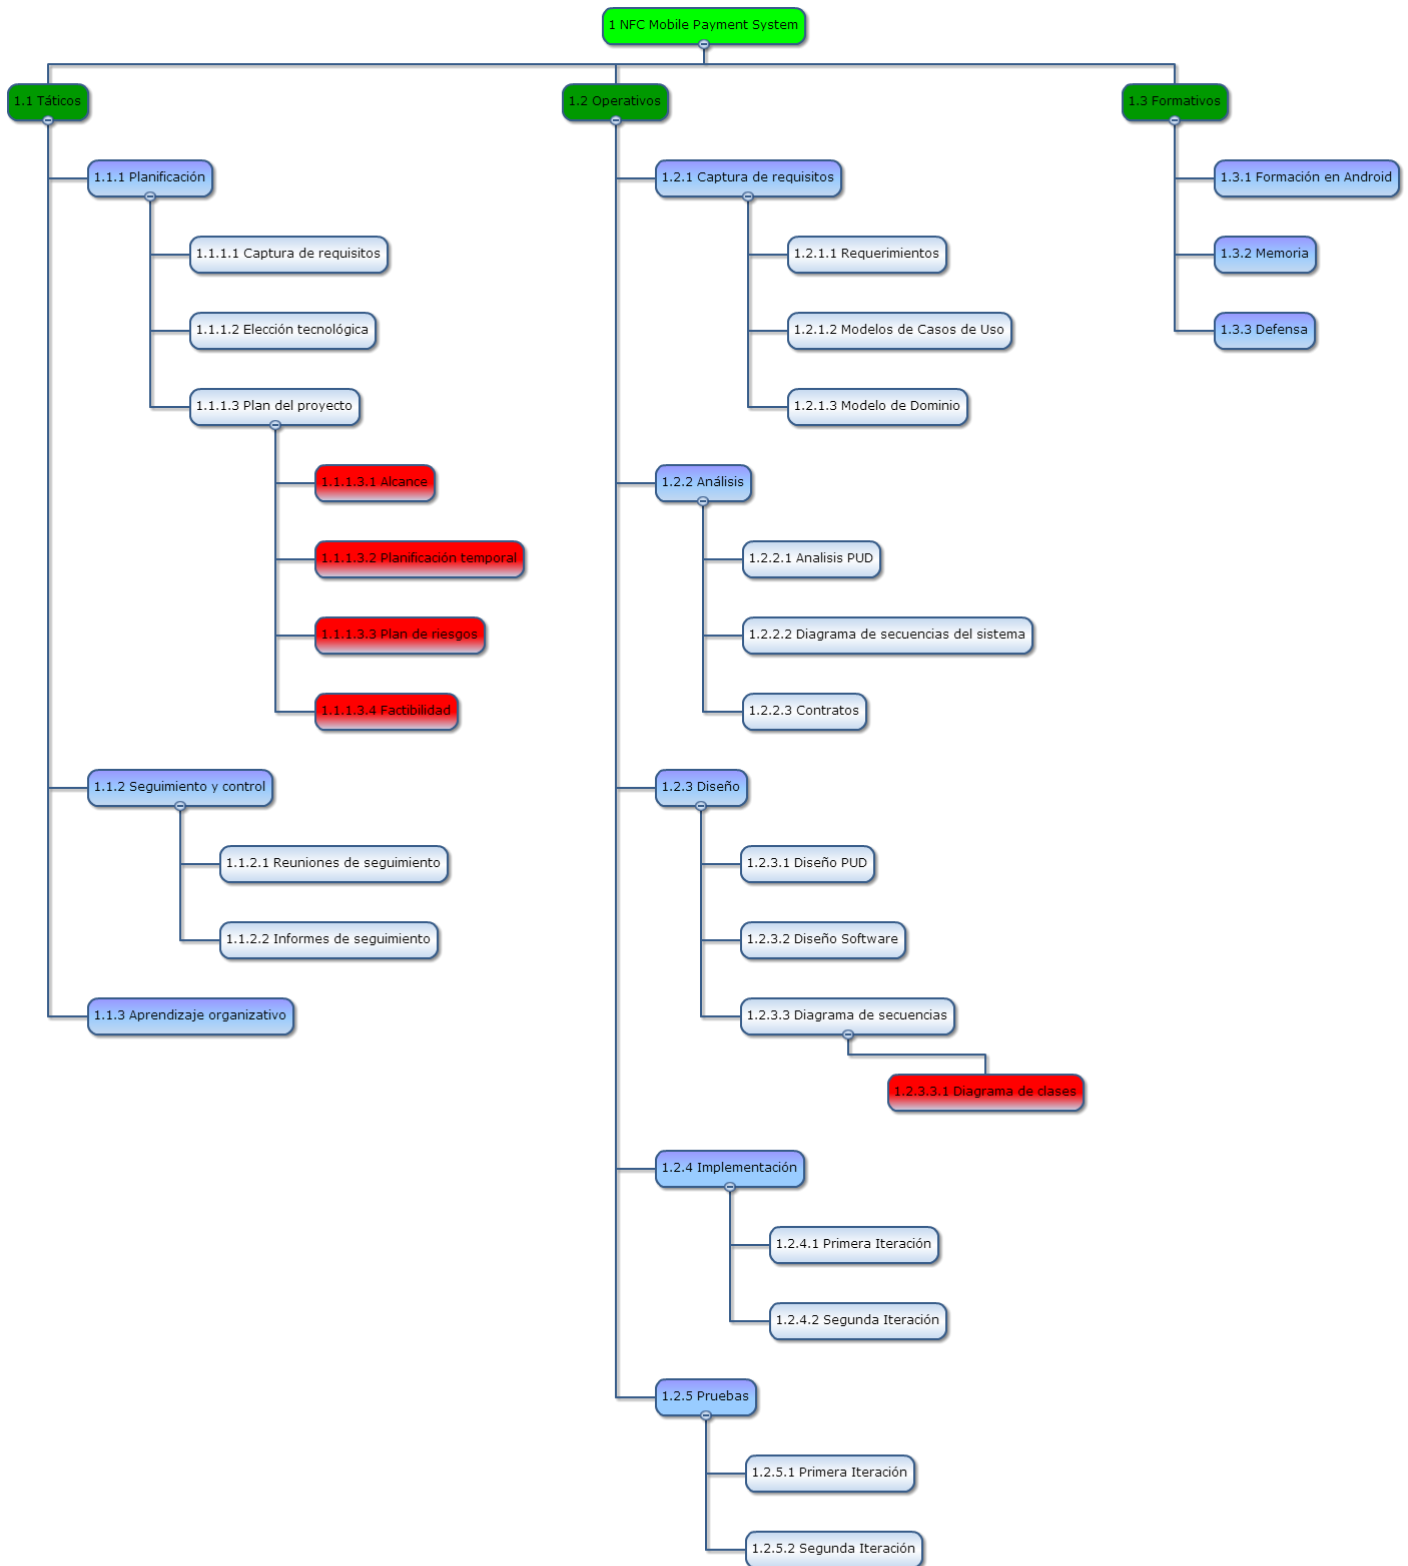 1 NFC Mobile Payment System
1.1 Táticos
1.1.1 Planificación
1.1.1.1 Captura de requisitos
1.1.1.2 Elección tecnológica
1.1.1.3 Plan del proyecto
1.1.1.3.1 Alcance
1.1.1.3.2 Planificación temporal
1.1.1.3.3 Plan de riesgos
1.1.1.3.4 Factibilidad
1.1.2 Seguimiento y control
1.1.2.1 Reuniones de seguimiento
1.1.2.2 Informes de seguimiento
1.1.3 Aprendizaje organizativo
1.2 Operativos
1.2.1 Captura de requisitos
1.2.1.1 Requerimientos
1.2.1.2 Modelos de Casos de Uso
1.2.1.3 Modelo de Dominio
1.2.2 Análisis
1.2.2.1 Analisis PUD
1.2.2.2 Diagrama de secuencias del sistema
1.2.2.3 Contratos
1.2.3 Diseño
1.2.3.1 Diseño PUD
1.2.3.2 Diseño Software
1.2.3.3 Diagrama de secuencias
1.2.3.3.1 Diagrama de clases
1.2.4 Implementación
1.2.4.1 Primera Iteración
1.2.4.2 Segunda Iteración
1.2.5 Pruebas
1.2.5.1 Primera Iteración
1.2.5.2 Segunda Iteración
1.3 Formativos
1.3.1 Formación en Android
1.3.2 Memoria
1.3.3 Defensa